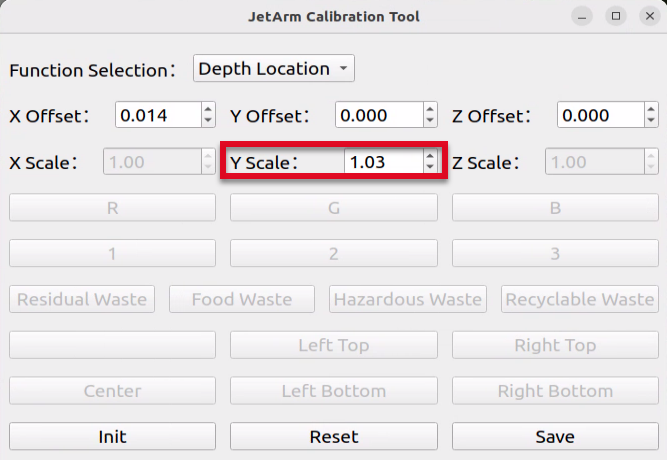 JetArm Calibration Tool
Function Selection: Depth Location
X Offset: 0.014 Y Offset: 0.000 Z Offset: 0.000
X Scale: 1.00 Y Scale: 1.03 Z Scale: 1.00
R G B
1 2 3
Residual Waste Food Waste Hazardous Waste Recyclable Waste
Left Top Right Top
Center Left Bottom Right Bottom
Init Reset Save